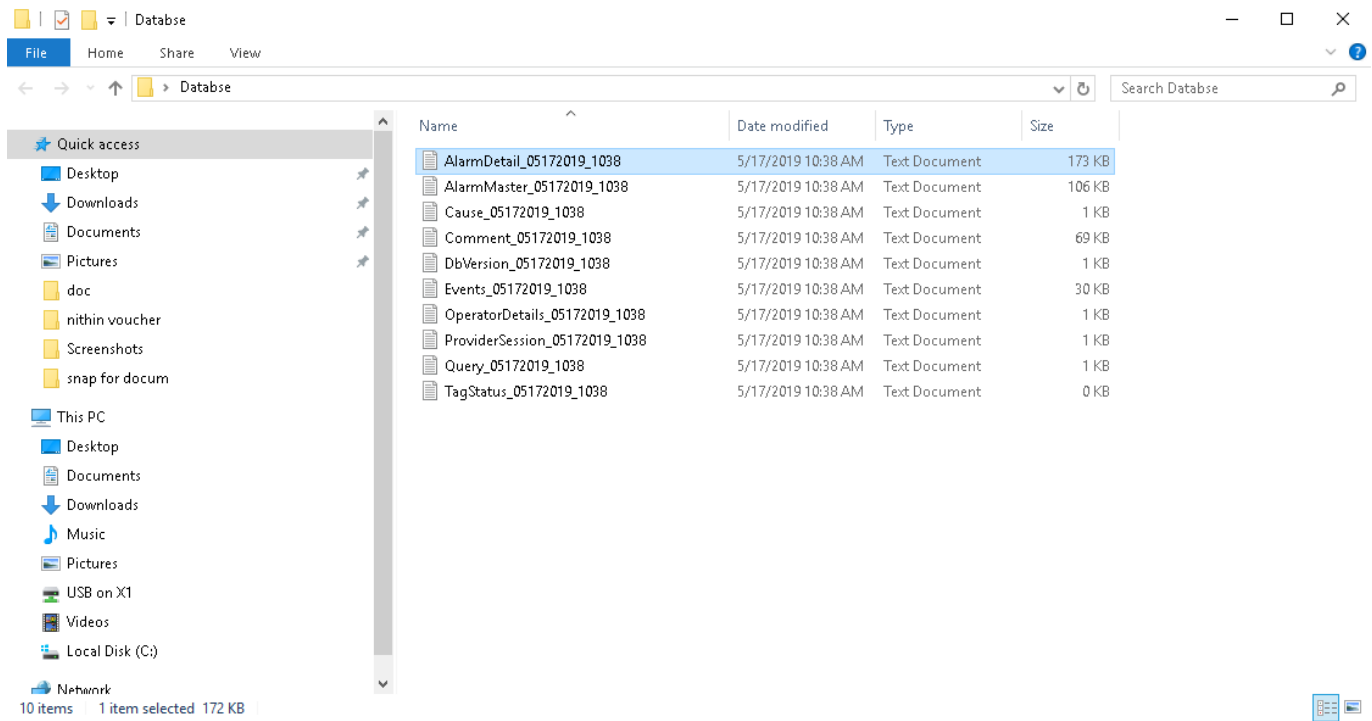 Databse
File Home Share View
Databse
Search Databse
Quick access
Desktop
Downloads
Documents
Pictures
doc
nithin voucher
Screenshots
snap for docum
This PC
Desktop
Documents
Downloads
Music
Pictures
USB on X1
Videos
Local Disk (C:)
Network
Name Date modified Type Size
AlarmDetail_05172019_1038 5/17/2019 10:38 AM Text Document 173 KB
AlarmMaster_05172019_1038 5/17/2019 10:38 AM Text Document 106 KB
Cause_05172019_1038 5/17/2019 10:38 AM Text Document 1 KB
Comment_05172019_1038 5/17/2019 10:38 AM Text Document 69 KB
DbVersion_05172019_1038 5/17/2019 10:38 AM Text Document 1 KB
Events_05172019_1038 5/17/2019 10:38 AM Text Document 30 KB
OperatorDetails_05172019_1038 5/17/2019 10:38 AM Text Document 1 KB
ProviderSession_05172019_1038 5/17/2019 10:38 AM Text Document 1 KB
Query_05172019_1038 5/17/2019 10:38 AM Text Document 1 KB
TagStatus_05172019_1038 5/17/2019 10:38 AM Text Document 0 KB
10 items 1 item selected 172 KB